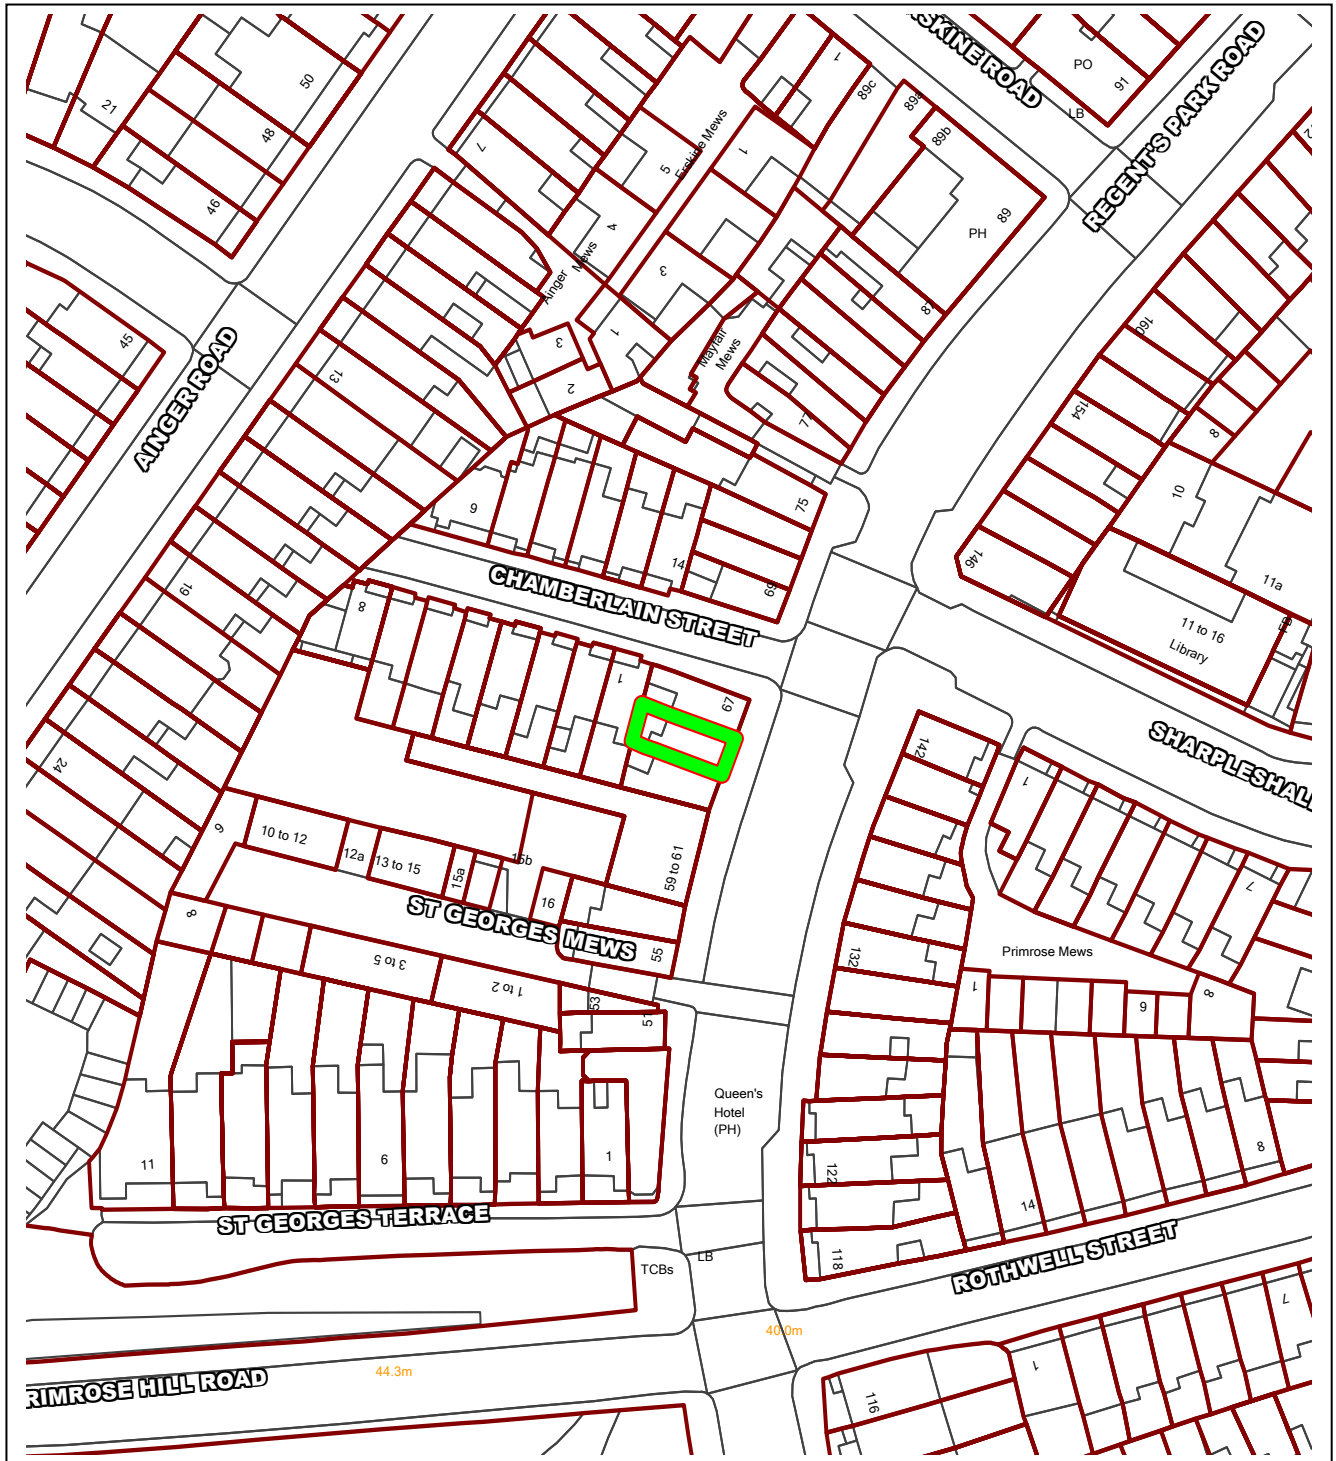 ERSKINE ROAD
REGENT'S PARK ROAD
PO
91
LB
1
89c
89a
89b
89
PH
50
21
48
46
7
5
Erskine Mews
1
4
3
Ainger
Mews
1
3
2
Mayfair
Mews
87
77
45
AINGER ROAD
13
160
154
8
10
9
14
75
69
146
11a
11 to 16
Library
CHAMBERLAIN STREET
19
8
1
67
142
SHARPLESHALL
24
9
10 to 12
12a
13 to 15
15a
15b
16
59 to 61
ST GEORGES MEWS
55
8
3 to 5
1 to 2
53
51
1
7
132
Primrose Mews
1
9
8
Queen's
Hotel
(PH)
11
6
1
122
118
14
8
ST GEORGES TERRACE
TCBs
LB
ROTHWELL STREET
40.0m
44.3m
RIMROSE HILL ROAD
116
1
7